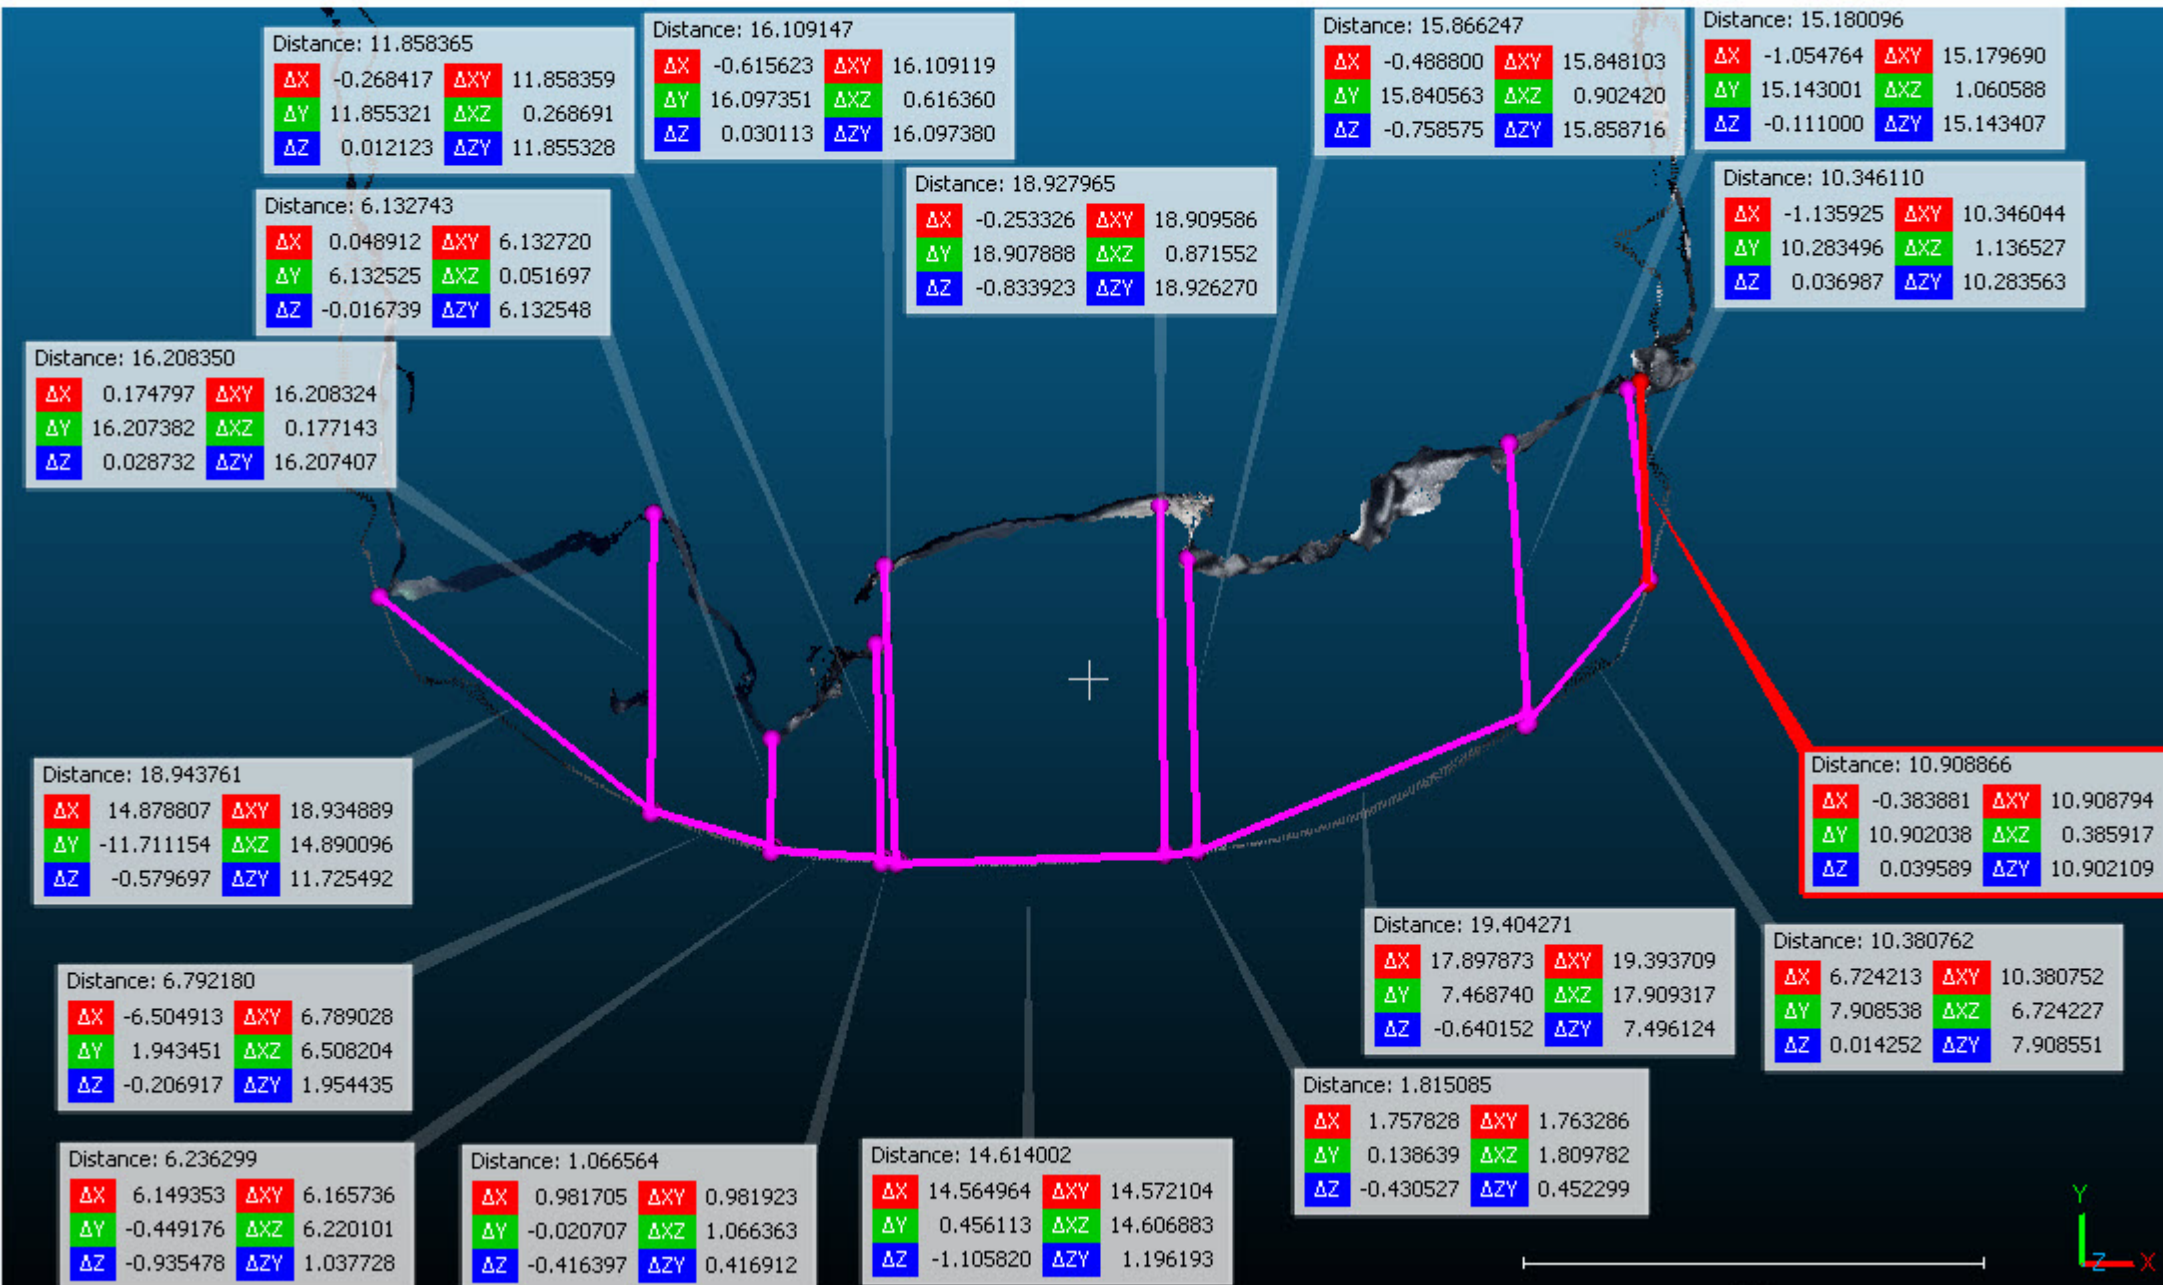 Distance: 11.858365
ΔX -0.268417 ΔXY 11.858359
ΔY 11.855321 ΔXZ 0.268691
ΔZ 0.012123 ΔZY 11.855328
Distance: 16.109147
ΔX -0.615623 ΔXY 16.109119
ΔY 16.097351 ΔXZ 0.616360
ΔZ 0.030113 ΔZY 16.097380
Distance: 15.866247
ΔX -0.488800 ΔXY 15.848103
ΔY 15.840563 ΔXZ 0.902420
ΔZ -0.758575 ΔZY 15.858716
Distance: 15.180096
ΔX -1.054764 ΔXY 15.179690
ΔY 15.143001 ΔXZ 1.060588
ΔZ -0.111000 ΔZY 15.143407
Distance: 6.132743
ΔX 0.048912 ΔXY 6.132720
ΔY 6.132525 ΔXZ 0.051697
ΔZ -0.016739 ΔZY 6.132548
Distance: 18.927965
ΔX -0.253326 ΔXY 18.909586
ΔY 18.907888 ΔXZ 0.871552
ΔZ -0.833923 ΔZY 18.926270
Distance: 10.346110
ΔX -1.135925 ΔXY 10.346044
ΔY 10.283496 ΔXZ 1.136527
ΔZ 0.036987 ΔZY 10.283563
Distance: 16.208350
ΔX 0.174797 ΔXY 16.208324
ΔY 16.207382 ΔXZ 0.177143
ΔZ 0.028732 ΔZY 16.207407
Distance: 18.943761
ΔX 14.878807 ΔXY 18.934889
ΔY -11.711154 ΔXZ 14.890096
ΔZ -0.579697 ΔZY 11.725492
Distance: 10.908866
ΔX -0.383881 ΔXY 10.908794
ΔY 10.902038 ΔXZ 0.385917
ΔZ 0.039589 ΔZY 10.902109
Distance: 6.792180
ΔX -6.504913 ΔXY 6.789028
ΔY 1.943451 ΔXZ 6.508204
ΔZ -0.206917 ΔZY 1.954435
Distance: 19.404271
ΔX 17.897873 ΔXY 19.393709
ΔY 7.468740 ΔXZ 17.909317
ΔZ -0.640152 ΔZY 7.496124
Distance: 10.380762
ΔX 6.724213 ΔXY 10.380752
ΔY 7.908538 ΔXZ 6.724227
ΔZ 0.014252 ΔZY 7.908551
Distance: 6.236299
ΔX 6.149353 ΔXY 6.165736
ΔY -0.449176 ΔXZ 6.220101
ΔZ -0.935478 ΔZY 1.037728
Distance: 1.066564
ΔX 0.981705 ΔXY 0.981923
ΔY -0.020707 ΔXZ 1.066363
ΔZ -0.416397 ΔZY 0.416912
Distance: 14.614002
ΔX 14.564964 ΔXY 14.572104
ΔY 0.456113 ΔXZ 14.606883
ΔZ -1.105820 ΔZY 1.196193
Distance: 1.815085
ΔX 1.757828 ΔXY 1.763286
ΔY 0.138639 ΔXZ 1.809782
ΔZ -0.430527 ΔZY 0.452299
Y
Z X